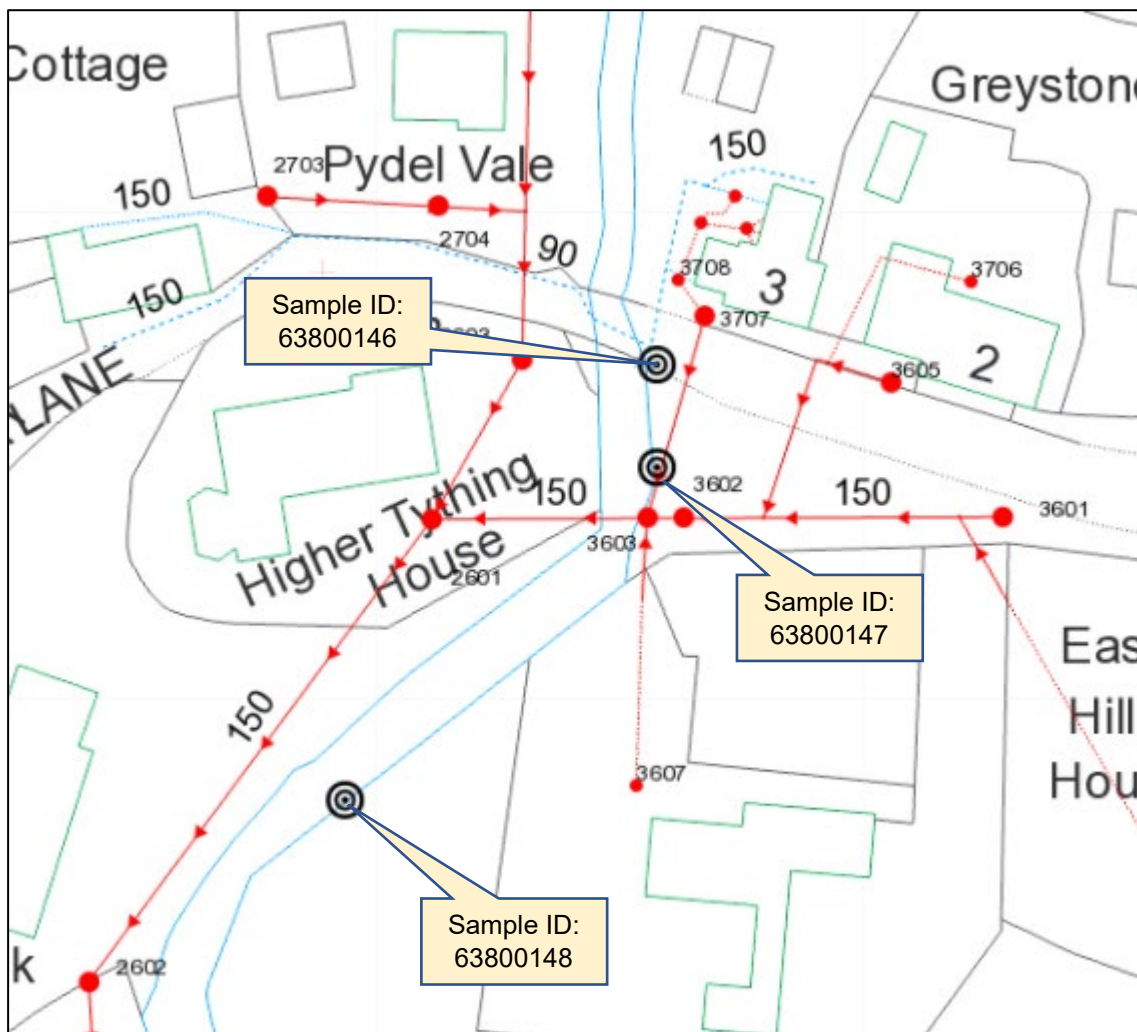 Cottage
Greystone
2703
Pydel Vale
150
150
2704
90
3708
3706
3
3707
Sample ID:
63800146
150
3605
2
LANE
Higher Tything
House
150
3602
150
3601
3603
2601
Sample ID:
63800147
Eas
Hill
Hou
150
3607
Sample ID:
63800148
k
2602